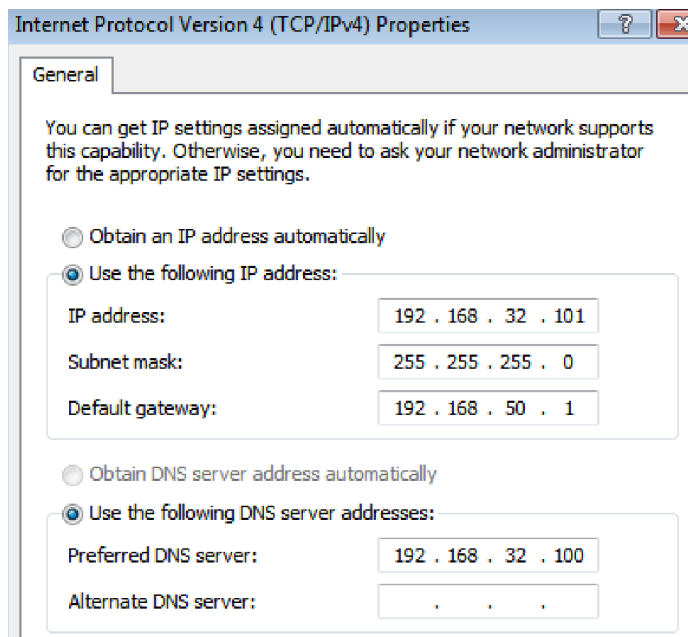 Internet Protocol Version 4 (TCP/IPv4) Properties
?
General
You can get IP settings assigned automatically if your network supports
this capability. Otherwise, you need to ask your network administrator
for the appropriate IP settings.
Obtain an IP address automatically
Use the following IP address:
IP address: 192 . 168 . 32 . 101
Subnet mask: 255 . 255 . 255 . 0
Default gateway: 192 . 168 . 50 . 1
Obtain DNS server address automatically
Use the following DNS server addresses:
Preferred DNS server: 192 . 168 . 32 . 100
Alternate DNS server: . . .